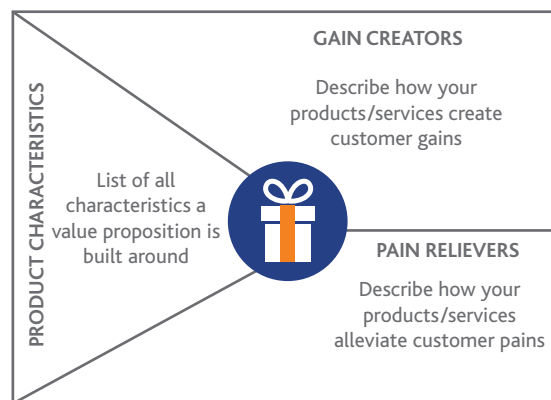 PRODUCT CHARACTERISTICS
List of all
characteristics a
value proposition is
built around
GAIN CREATORS
Describe how your
products/services create
customer gains
PAIN RELIEVERS
Describe how your
products/services
alleviate customer pains